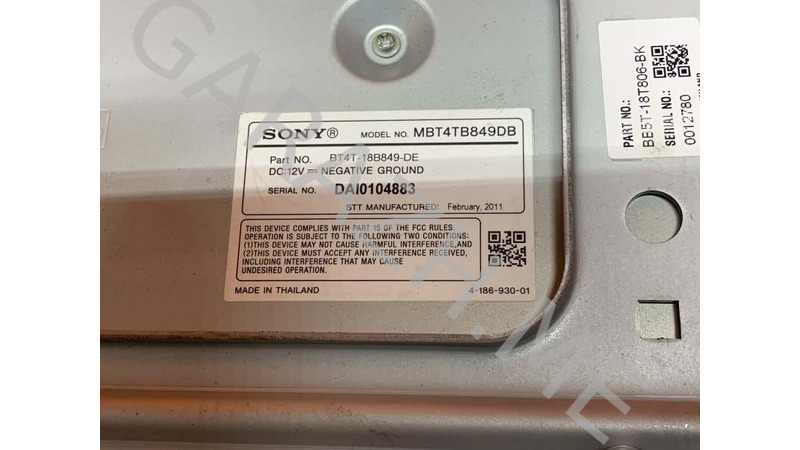 SONY® MODEL NO. MBT4TB849DB
Part NO. BT4T-18B849-DE
DC:12V ⎓ NEGATIVE GROUND
SERIAL NO. DAI0104883
STT MANUFACTURED: February, 2011
THIS DEVICE COMPLIES WITH PART 15 OF THE FCC RULES
OPERATION IS SUBJECT TO THE FOLLOWING TWO CONDITIONS:
(1)THIS DEVICE MAY NOT CAUSE HARMFUL INTERFERENCE,AND
(2)THIS DEVICE MUST ACCEPT ANY INTERFERENCE RECEIVED,
INCLUDING INTERFERENCE THAT MAY CAUSE
UNDESIRED OPERATION.
MADE IN THAILAND 4-186-930-01
PART NO.:
BE5T-18T806-BK
SERIAL NO.:
0012780